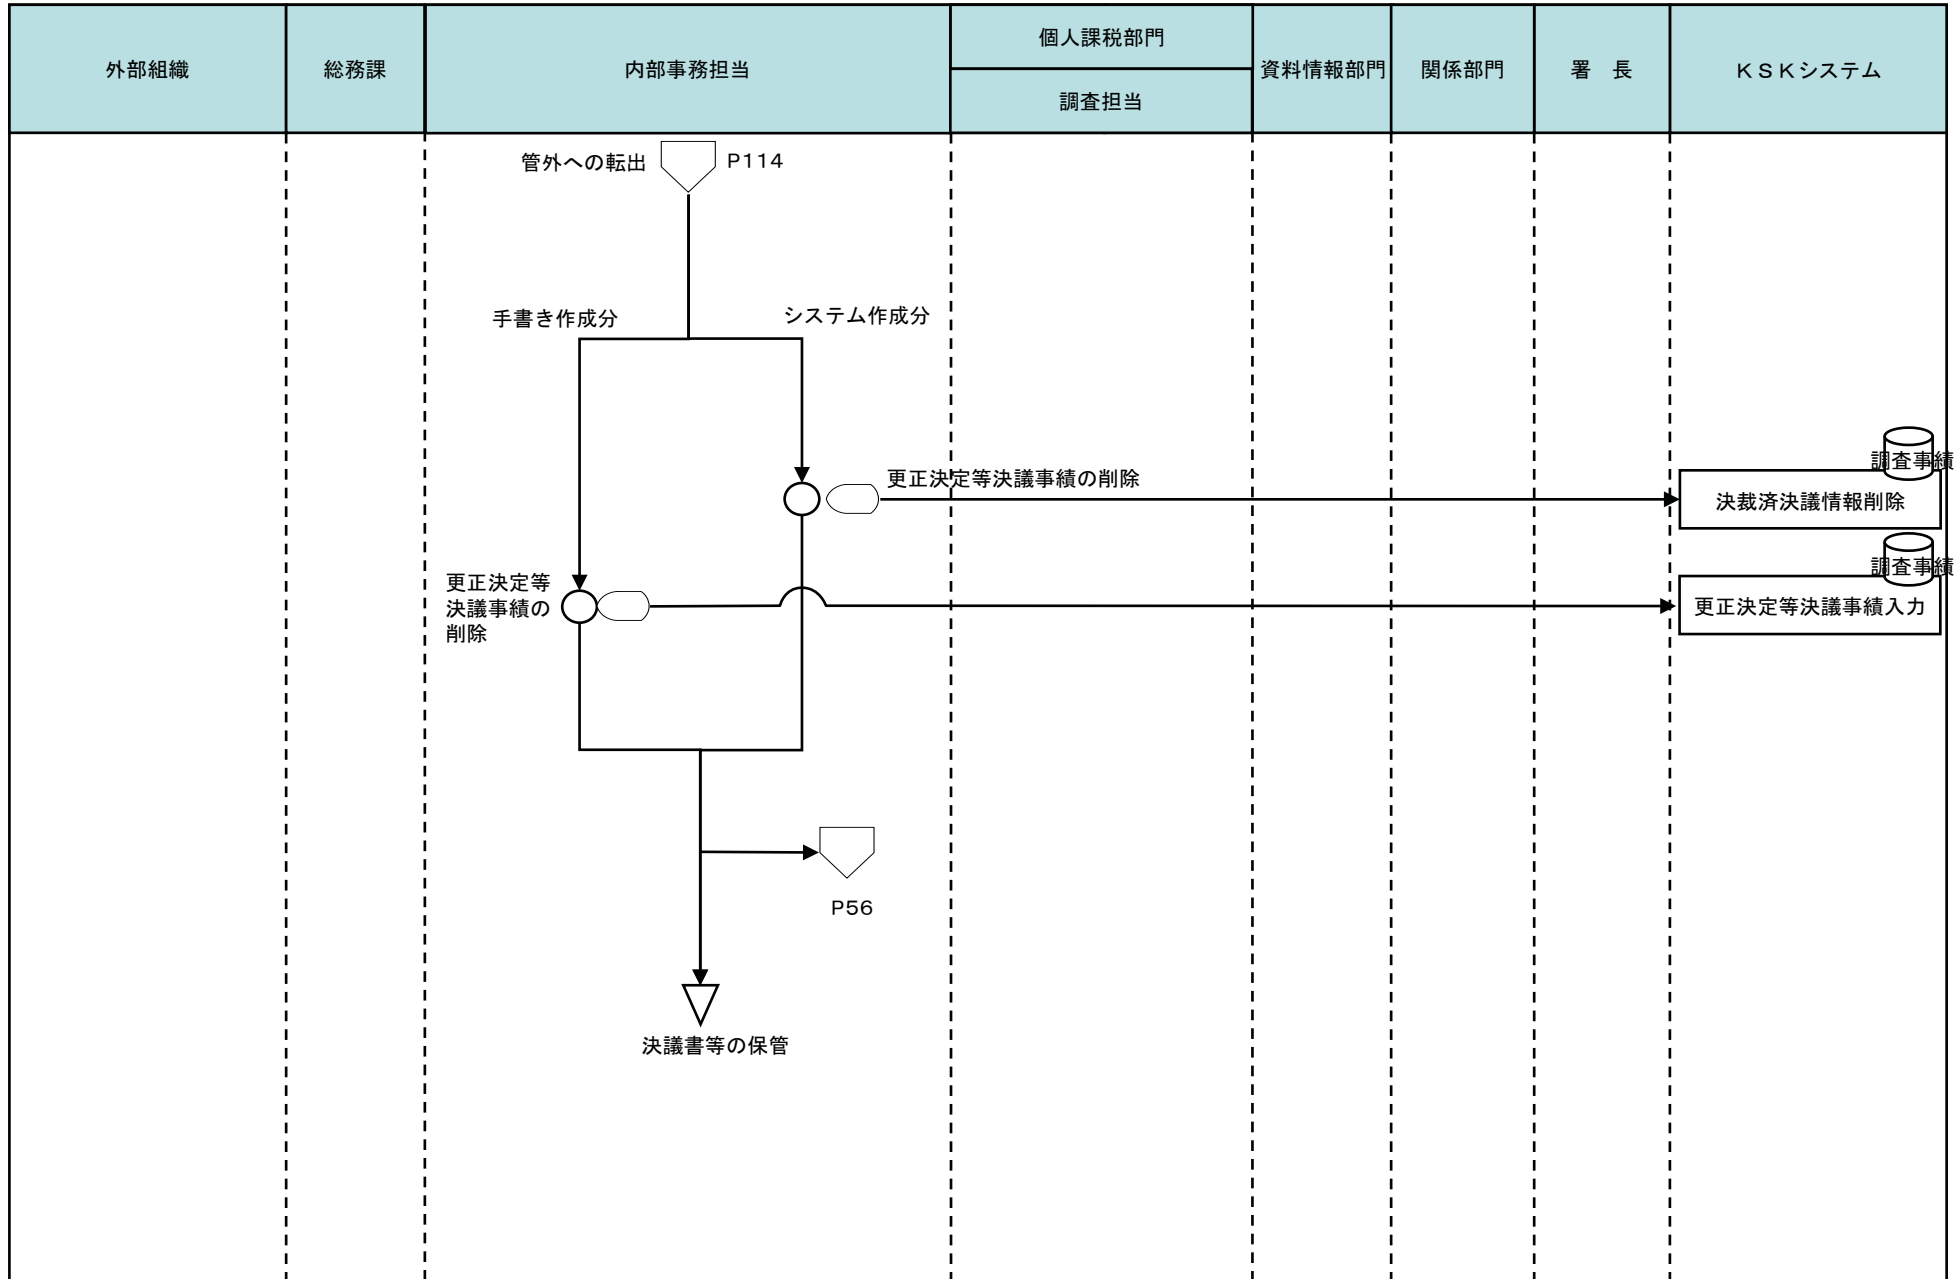 外部組織
総務課
内部事務担当
個人課税部門
調査担当
資料情報部門
関係部門
署　長
ＫＳＫシステム
管外への転出
P114
手書き作成分
システム作成分
調査事績
更正決定等決議事績の削除
決裁済決議情報削除
調査事績
更正決定等
決議事績の
削除
更正決定等決議事績入力
P56
決議書等の保管